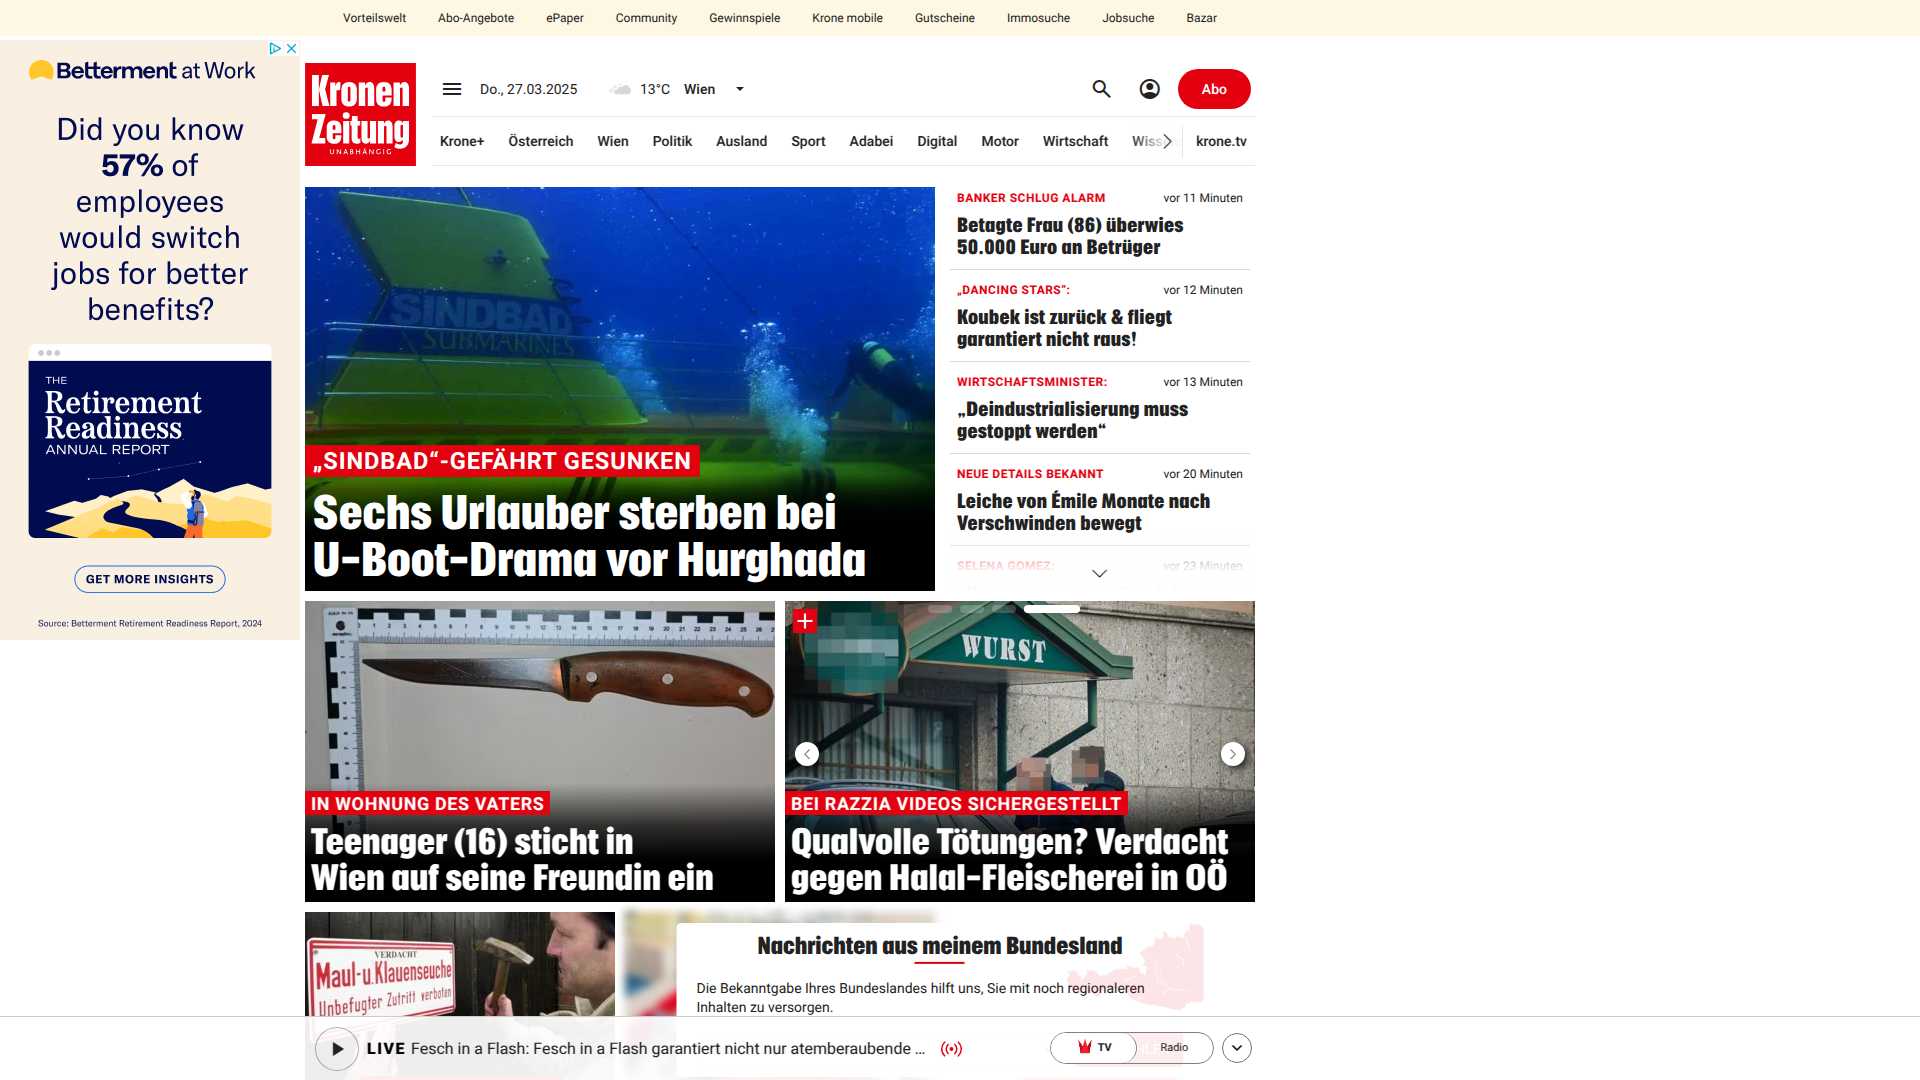 Vorteilswelt Abo-Angebote ePaper Community Gewinnspiele Krone mobile Gutscheine Immosuche Jobsuche Bazar
Betterment at Work
Did you know
57% of
employees
would switch
jobs for better
benefits?
THE
Retirement
Readiness
ANNUAL REPORT
GET MORE INSIGHTS
Source: Betterment Retirement Readiness Report, 2024
Kronen
Zeitung
UNABHÄNGIG
Do., 27.03.2025 13°C Wien
Abo
Krone+ Österreich Wien Politik Ausland Sport Adabei Digital Motor Wirtschaft Wiss krone.tv
SINDBAD
SUBMARINES
„SINDBAD“-GEFÄHRT GESUNKEN
Sechs Urlauber sterben bei
U-Boot-Drama vor Hurghada
BANKER SCHLUG ALARM vor 11 Minuten
Betagte Frau (86) überwies
50.000 Euro an Betrüger
„DANCING STARS“: vor 12 Minuten
Koubek ist zurück & fliegt
garantiert nicht raus!
WIRTSCHAFTSMINISTER: vor 13 Minuten
„Deindustrialisierung muss
gestoppt werden“
NEUE DETAILS BEKANNT vor 20 Minuten
Leiche von Émile Monate nach
Verschwinden bewegt
SELENA GOMEZ: vor 23 Minuten
IN WOHNUNG DES VATERS
Teenager (16) sticht in
Wien auf seine Freundin ein
WURST
BEI RAZZIA VIDEOS SICHERGESTELLT
Qualvolle Tötungen? Verdacht
gegen Halal-Fleischerei in OÖ
VERDACHT
Maul-u.Klauenseuche
Unbefugter Zutritt verboten
Nachrichten aus meinem Bundesland
Die Bekanntgabe Ihres Bundeslandes hilft uns, Sie mit noch regionaleren
Inhalten zu versorgen.
LIVE Fesch in a Flash: Fesch in a Flash garantiert nicht nur atemberaubende ...
TV Radio